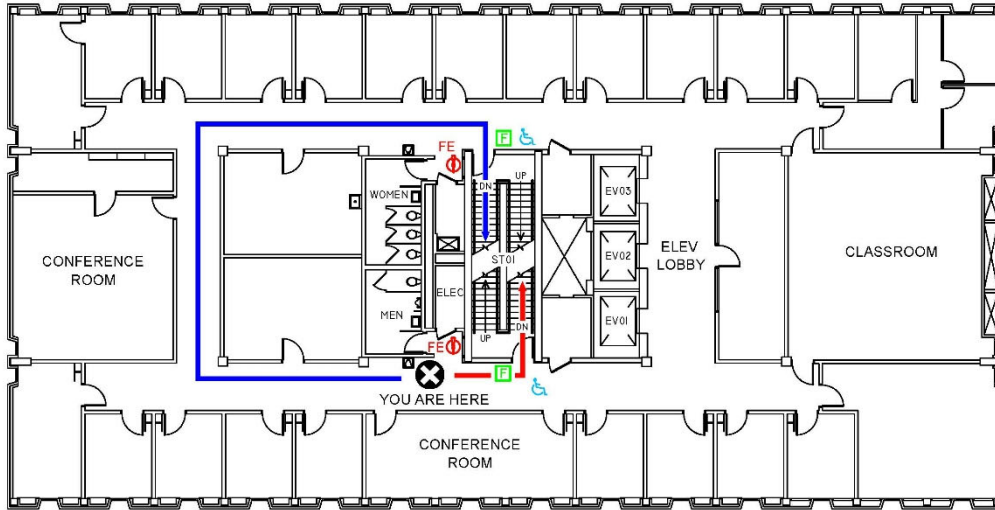 FE
F
UP
DN
WOMEN
EV03
ELEV
LOBBY
CONFERENCE
ROOM
CLASSROOM
EV02
ST01
ELEC
MEN
EV01
DN
UP
FE
F
YOU ARE HERE
CONFERENCE
ROOM